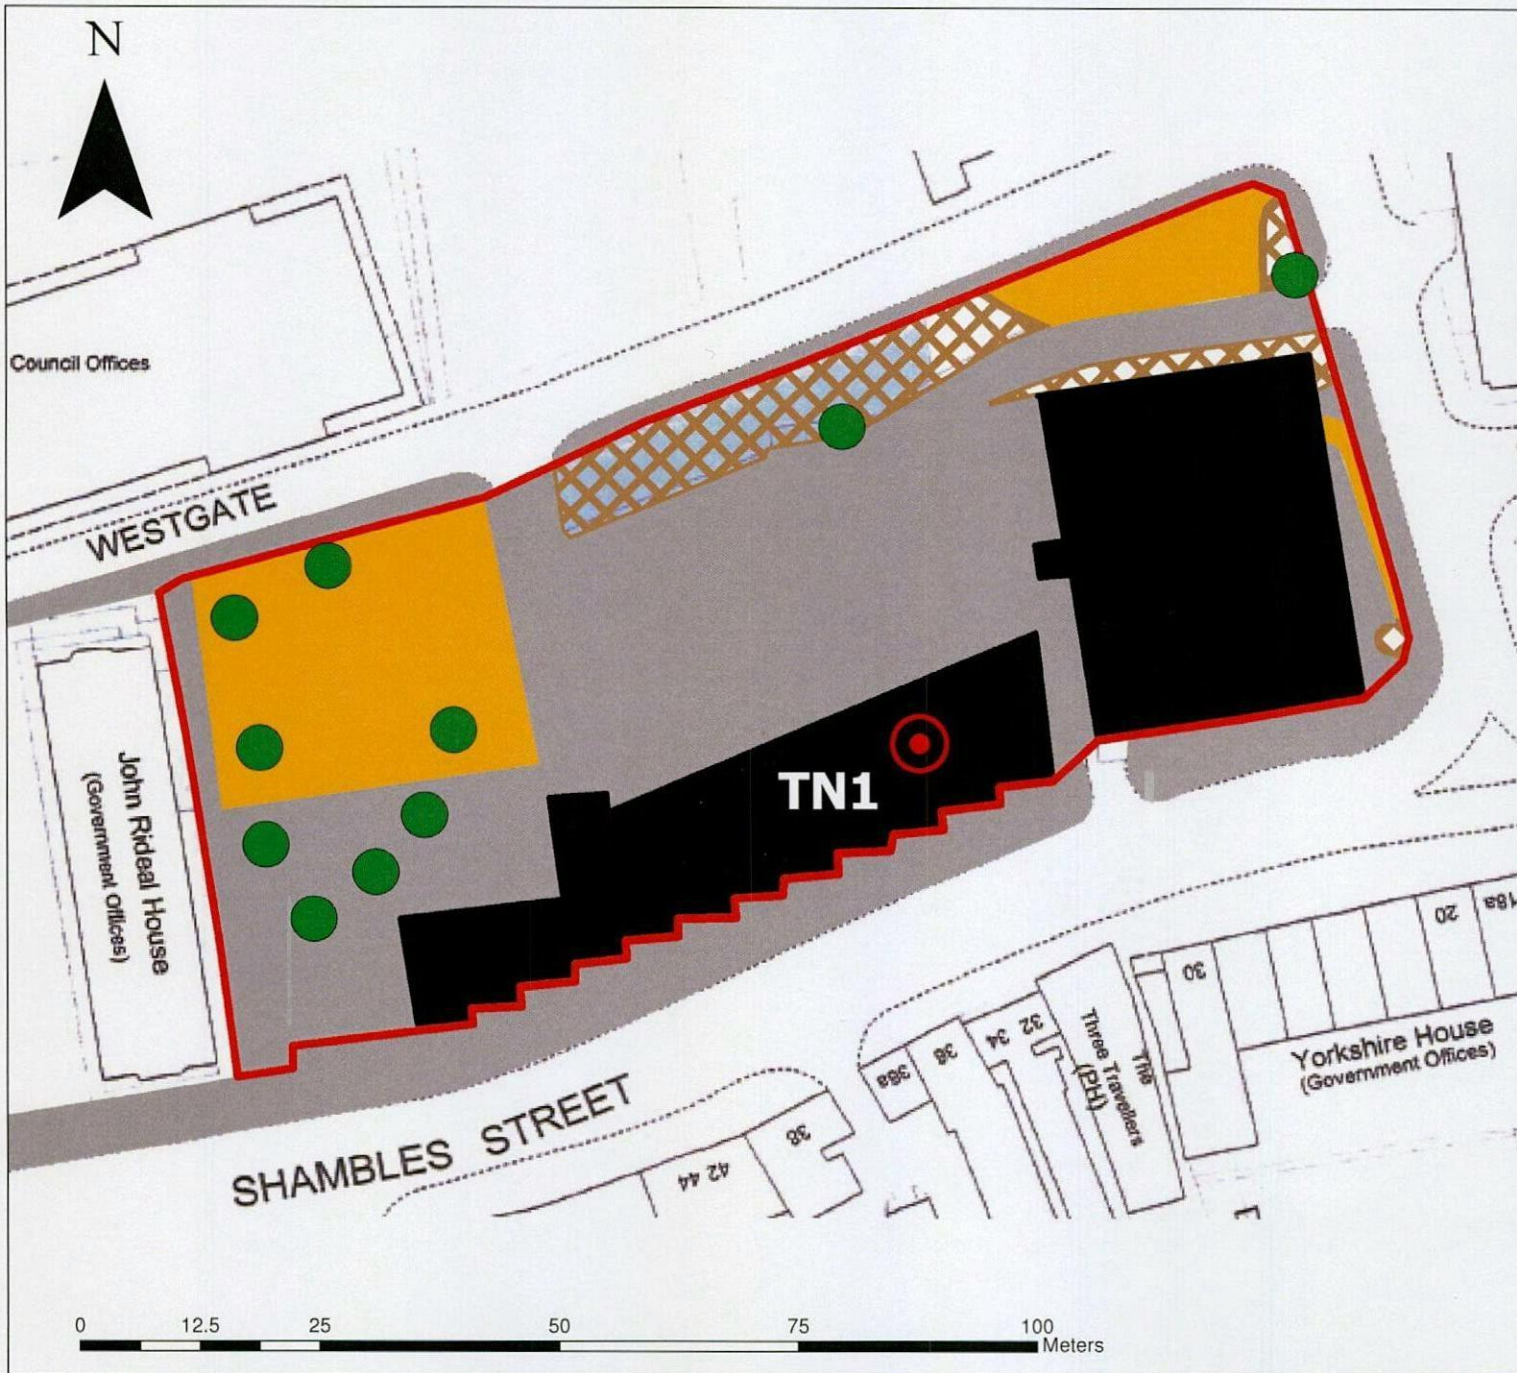 N
Council Offices
WESTGATE
John Rideal House
(Government Offices)
TN1
SHAMBLES STREET
38
42 44
38a
38
34
32
The
Three Travellers
(PH)
30
20
18a
Yorkshire House
(Government Offices)
0 12.5 25 50 75 100
Meters